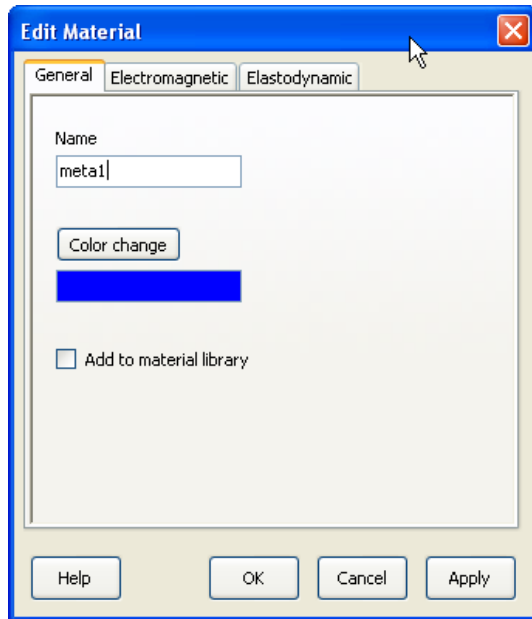 Edit Material
General Electromagnetic Elastodynamic
Name
meta1
Color change
Add to material library
Help OK Cancel Apply